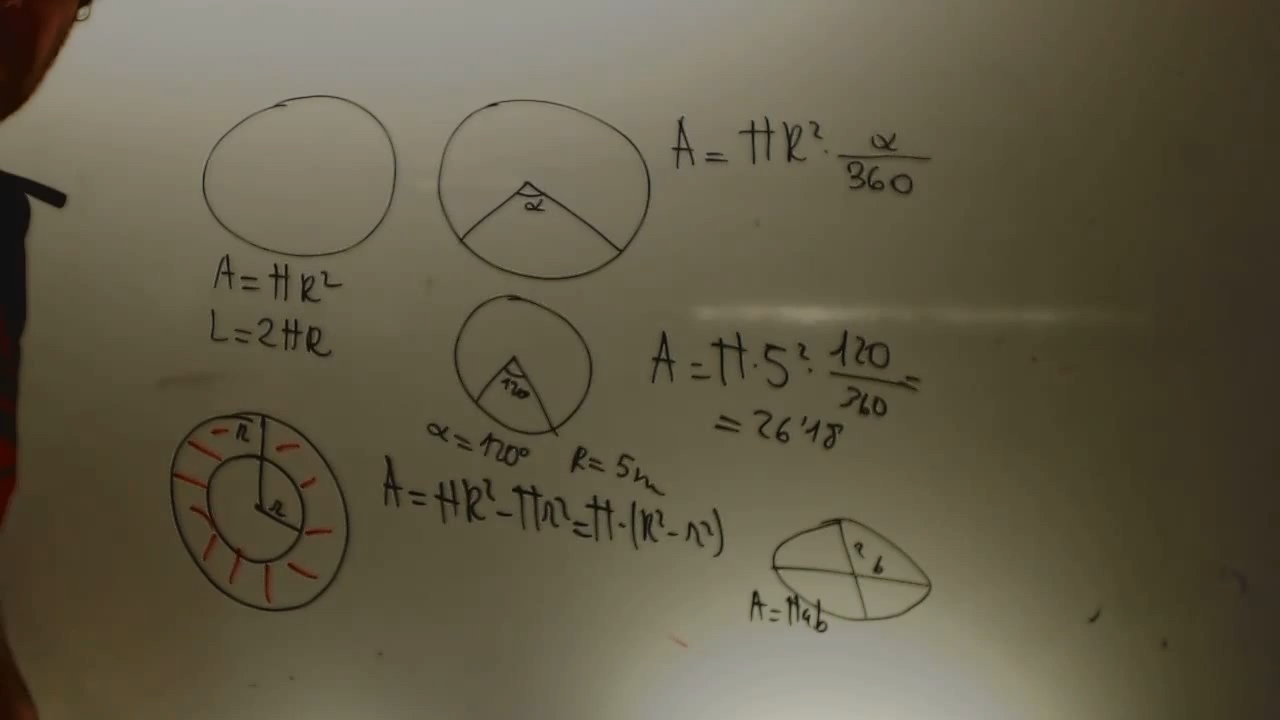 A = πR²
L = 2πR
α
A = πR² · α/360
120
α = 120° R = 5m
A = π · 5² · 120/360 =
= 26'18
R
r
A = πR² - πr² = π · (R² - r²)
a
b
A = πab